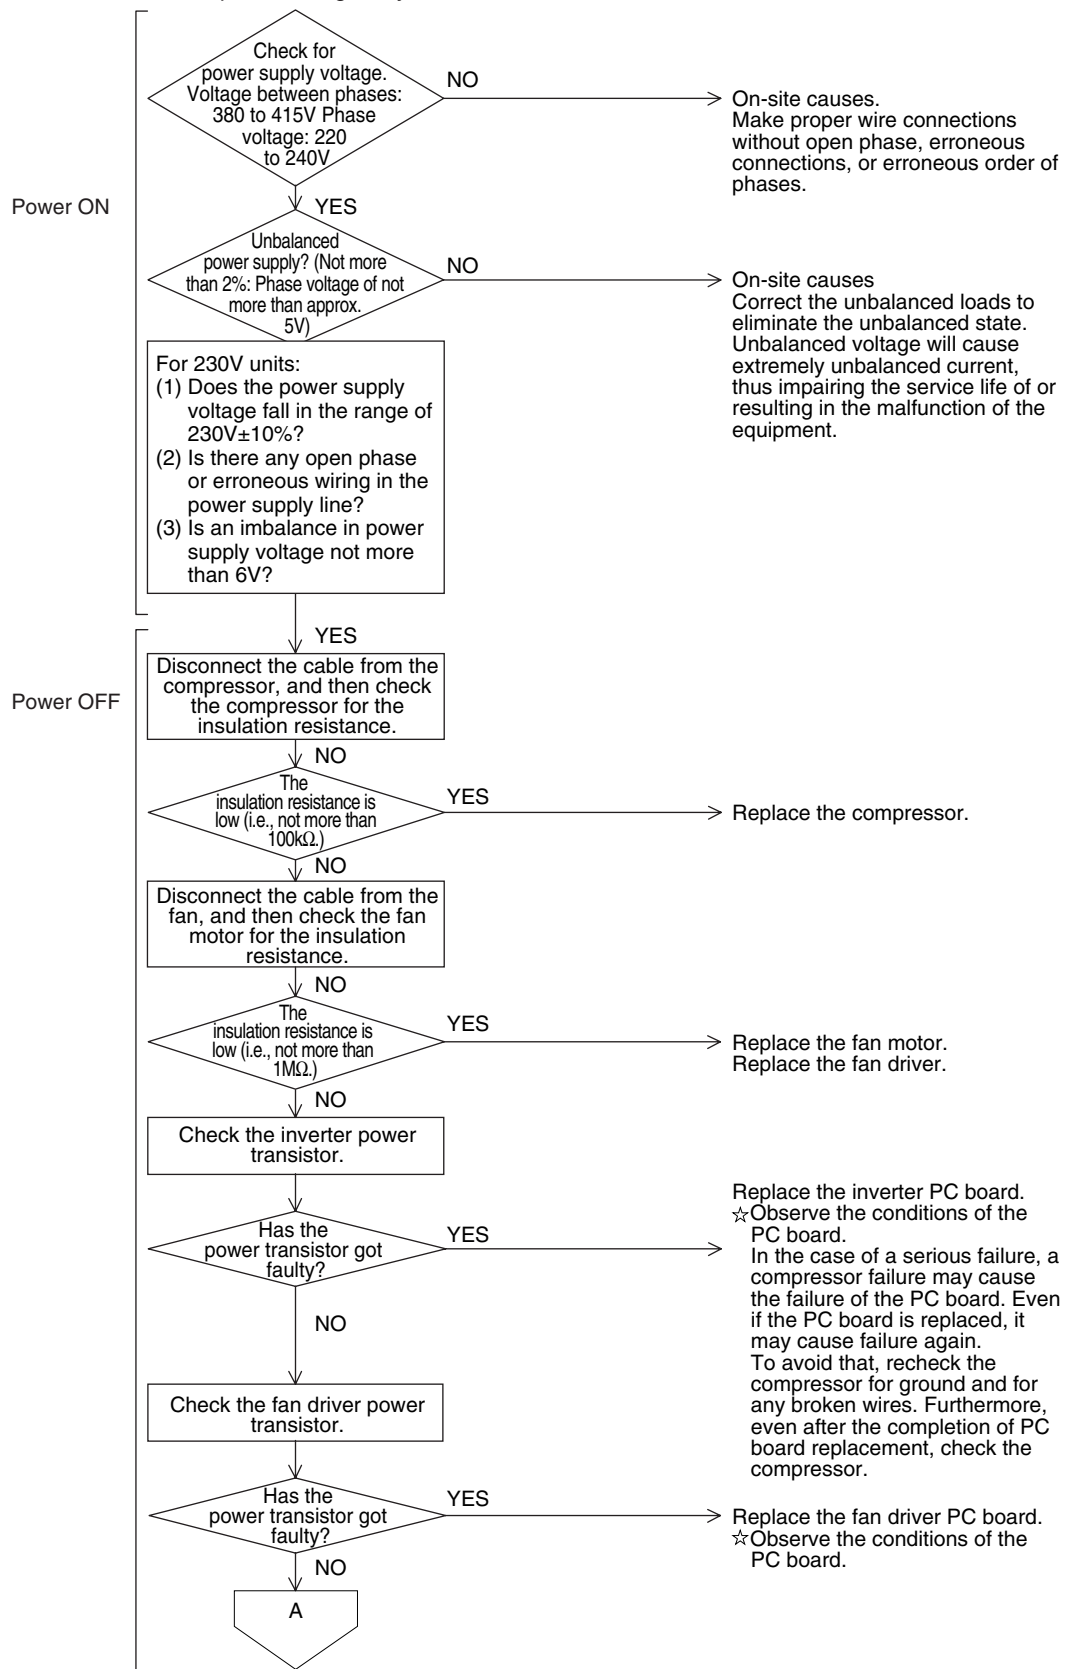 Check for
power supply voltage.
Voltage between phases:
380 to 415V Phase
voltage: 220
to 240V
NO
On-site causes.
Make proper wire connections
without open phase, erroneous
connections, or erroneous order of
phases.
Power ON
YES
Unbalanced
power supply? (Not more
than 2%: Phase voltage of not
more than approx.
5V)
NO
On-site causes
Correct the unbalanced loads to
eliminate the unbalanced state.
Unbalanced voltage will cause
extremely unbalanced current,
thus impairing the service life of or
resulting in the malfunction of the
equipment.
For 230V units:
(1) Does the power supply
voltage fall in the range of
230V±10%?
(2) Is there any open phase
or erroneous wiring in the
power supply line?
(3) Is an imbalance in power
supply voltage not more
than 6V?
YES
Power OFF
Disconnect the cable from the
compressor, and then check
the compressor for the
insulation resistance.
NO
The
insulation resistance is
low (i.e., not more than
100kΩ.)
YES
Replace the compressor.
NO
Disconnect the cable from the
fan, and then check the fan
motor for the insulation
resistance.
NO
The
insulation resistance is
low (i.e., not more than
1MΩ.)
YES
Replace the fan motor.
Replace the fan driver.
NO
Check the inverter power
transistor.
Has the
power transistor got
faulty?
YES
Replace the inverter PC board.
☆Observe the conditions of the
PC board.
In the case of a serious failure, a
compressor failure may cause
the failure of the PC board. Even
if the PC board is replaced, it
may cause failure again.
To avoid that, recheck the
compressor for ground and for
any broken wires. Furthermore,
even after the completion of PC
board replacement, check the
compressor.
NO
Check the fan driver power
transistor.
Has the
power transistor got
faulty?
YES
Replace the fan driver PC board.
☆Observe the conditions of the
PC board.
NO
A